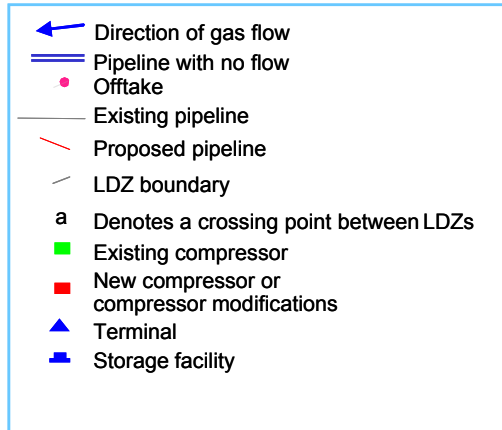 Direction of gas flow
Pipeline with no flow
Offtake
Existing pipeline
Proposed pipeline
LDZ boundary
a Denotes a crossing point between LDZs
Existing compressor
New compressor or
compressor modifications
Terminal
Storage facility